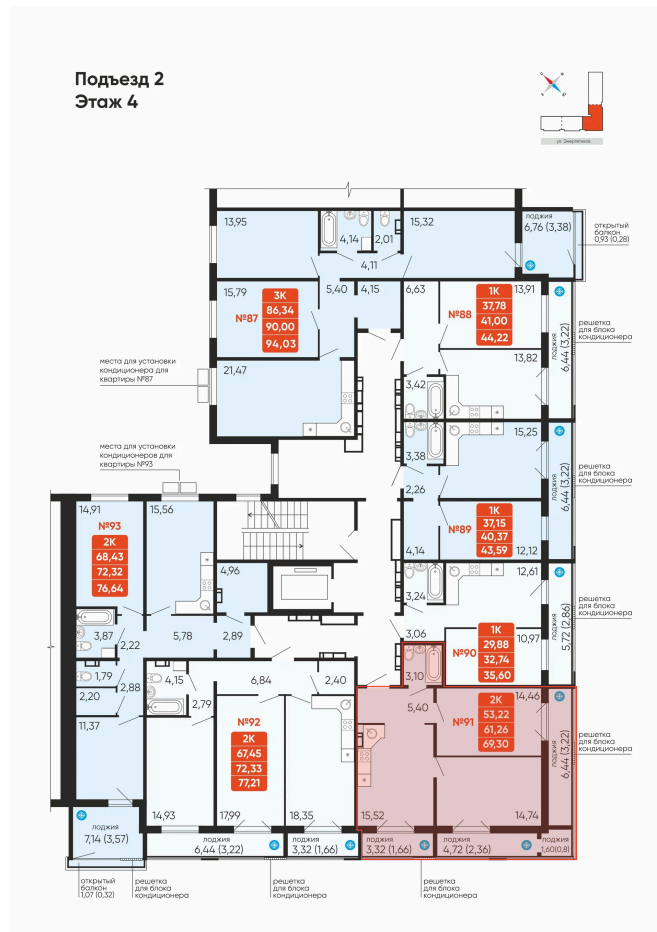 Подъезд 2
Этаж 4
ул. Энергетиков
13,95
4,14
2,01
15,32
лоджия
6,76 (3,38)
открытый
балкон
0,93 (0,28)
4,11
15,79
5,40
4,15
6,63
13,91
№87
3К
86,34
90,00
94,03
№88
1К
37,78
41,00
44,22
лоджия
6,44 (3,22)
решетка
для блока
кондиционера
места для установки
кондиционера для
квартиры №87
21,47
3,42
13,82
места для установки
кондиционеров для
квартиры №93
3,38
15,25
2,26
лоджия
6,44 (3,22)
решетка
для блока
кондиционера
14,91
№93
2К
68,43
72,32
76,64
15,56
№89
1К
37,15
40,37
43,59
4,14
12,12
4,96
3,24
12,61
3,06
10,97
№90
1К
29,88
32,74
35,60
лоджия
5,72 (2,86)
решетка
для блока
кондиционера
3,87
2,22
5,78
2,89
1,79
2,88
4,15
6,84
2,40
3,10
2,20
2,79
5,40
14,46
11,37
№92
2К
67,45
72,33
77,21
№91
2К
53,22
61,26
69,30
лоджия
6,44 (3,22)
решетка
для блока
кондиционера
14,93
17,99
18,35
15,52
14,74
лоджия
7,14 (3,57)
лоджия
6,44 (3,22)
лоджия
3,32 (1,66)
лоджия
3,32 (1,66)
лоджия
4,72 (2,36)
лоджия
1,60(0,8)
открытый
балкон
1,07 (0,32)
решетка
для блока
кондиционера
решетка
для блока
кондиционера
решетка
для блока
кондиционера